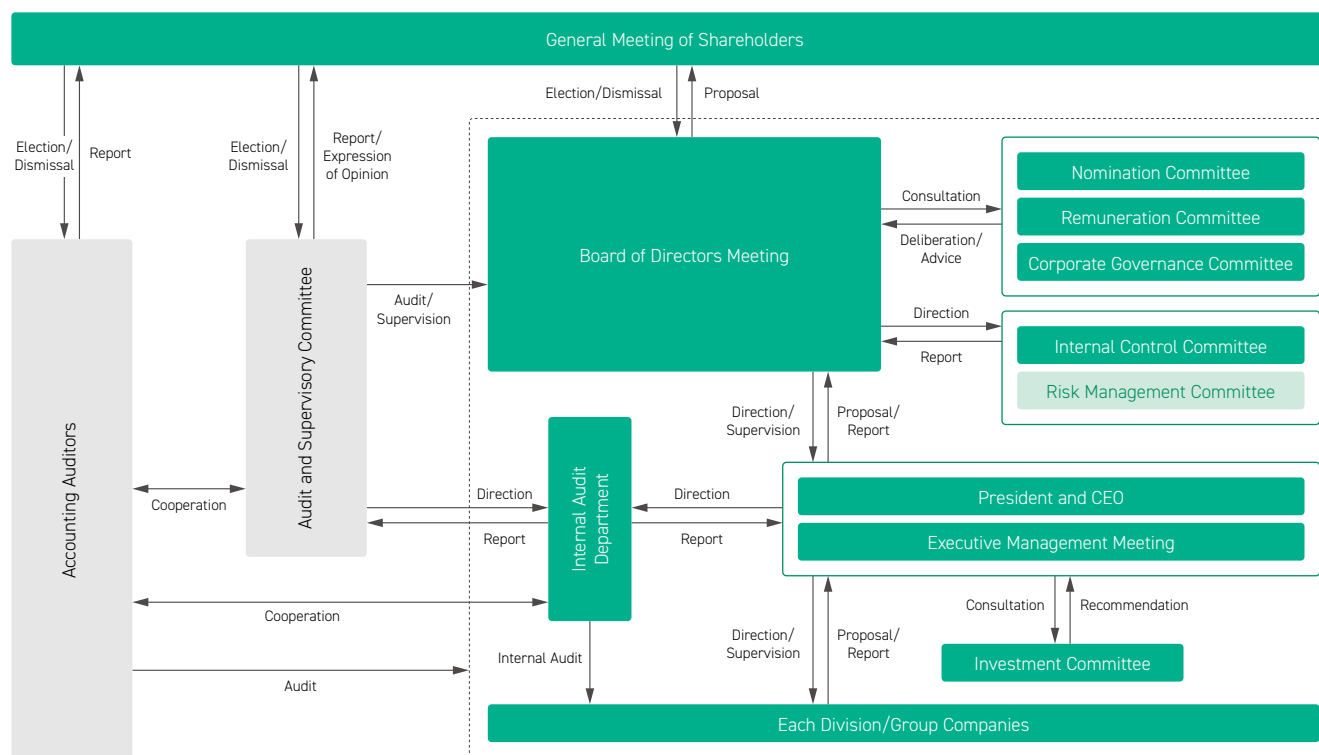 General Meeting of Shareholders
Election/Dismissal
Proposal
Election/
Dismissal
Report
Election/
Dismissal
Report/
Expression
of Opinion
Board of Directors Meeting
Consultation
Deliberation/
Advice
Nomination Committee
Remuneration Committee
Corporate Governance Committee
Audit/
Supervision
Direction
Report
Internal Control Committee
Risk Management Committee
Direction/
Supervision
Proposal/
Report
Accounting Auditors
Audit and Supervisory Committee
Cooperation
Direction
Report
Internal Audit
Department
Direction
Report
President and CEO
Executive Management Meeting
Cooperation
Consultation
Recommendation
Direction/
Supervision
Proposal/
Report
Internal Audit
Investment Committee
Audit
Each Division/Group Companies